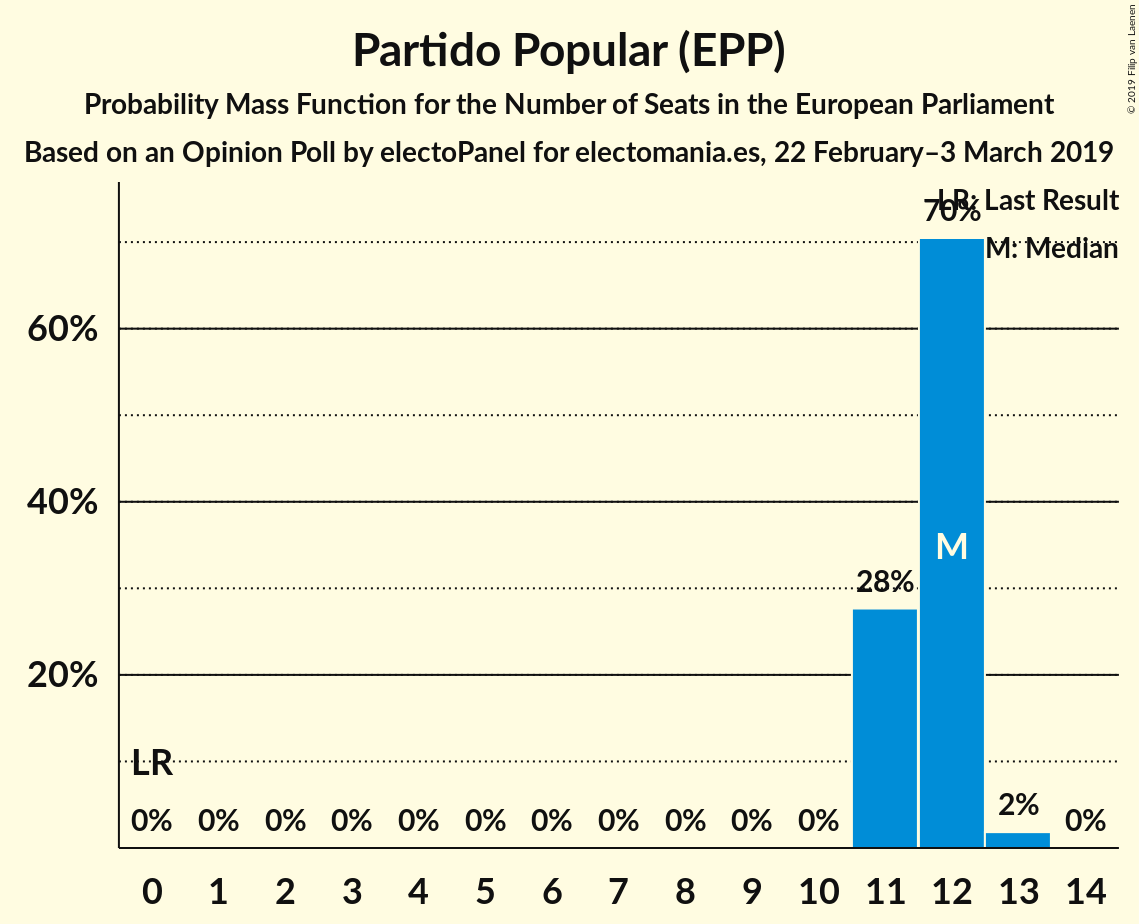 Partido Popular (EPP)
Probability Mass Function for the Number of Seats in the European Parliament
Based on an Opinion Poll by electoPanel for electomania.es, 22 February–3 March 2019
© 2019 Filip van Laenen
LR: Last Result
M: Median
70%
60%
40%
M
28%
20%
LR
2%
0% 0% 0% 0% 0% 0% 0% 0% 0% 0% 0% 0%
0 1 2 3 4 5 6 7 8 9 10 11 12 13 14